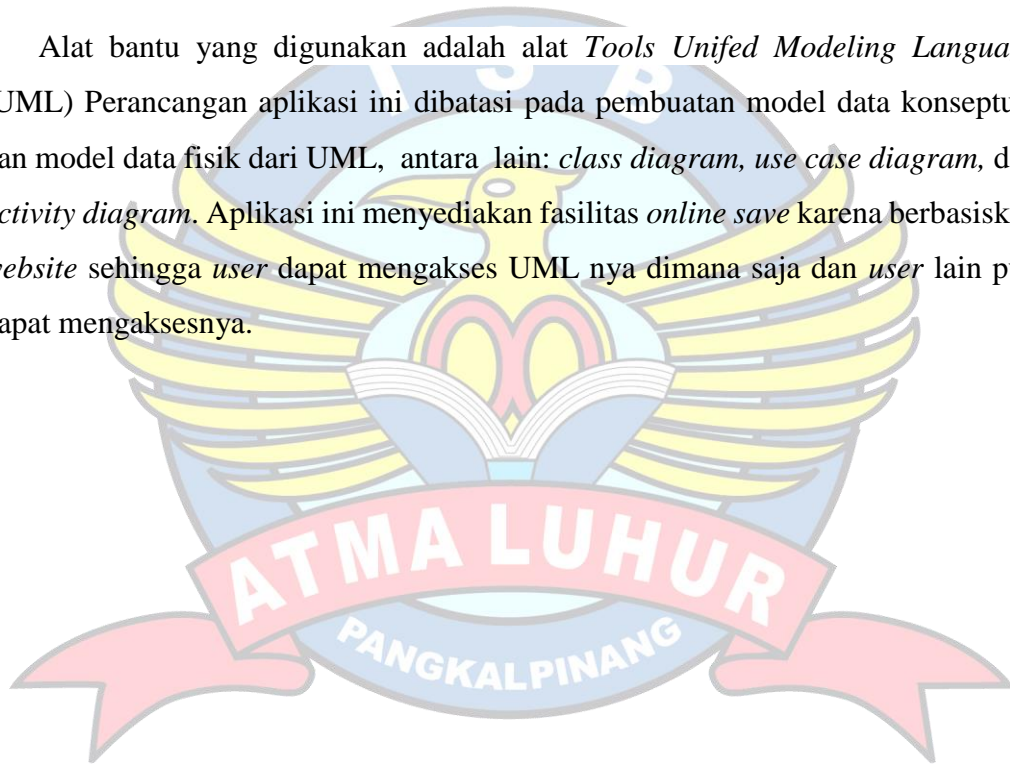 Alat bantu yang digunakan adalah alat Tools Unifed Modeling Langua
UML) Perancangan aplikasi ini dibatasi pada pembuatan model data konseptu
an model data fisik dari UML, antara lain: class diagram, use case diagram, d
ctivity diagram. Aplikasi ini menyediakan fasilitas online save karena berbasisk
website sehingga user dapat mengakses UML nya dimana saja dan user lain p
apat mengaksesnya.
I S B
ATMA LUHUR
PANGKALPINANG